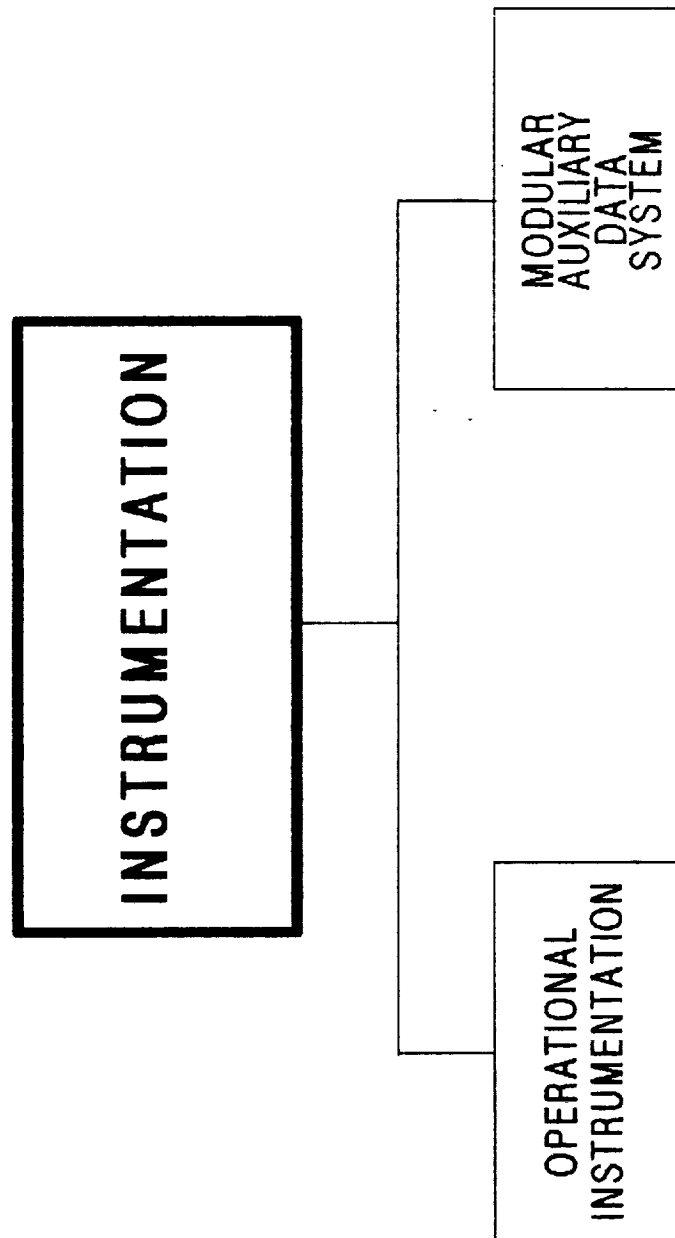 INSTRUMENTATION
OPERATIONAL
INSTRUMENTATION
MODULAR
AUXILIARY
DATA
SYSTEM